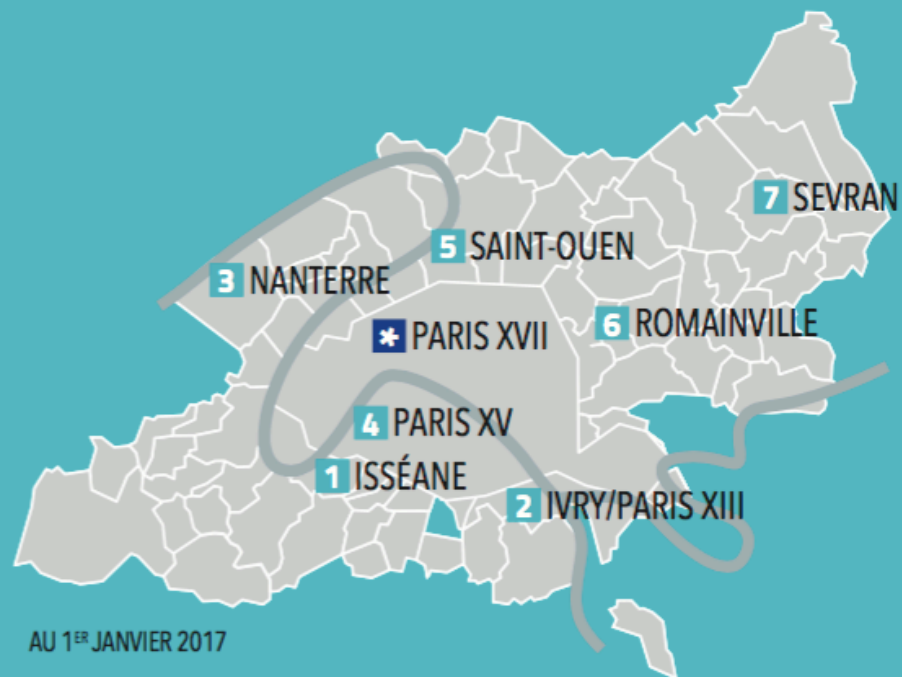 7 SEVRAN
5 SAINT-OUEN
3 NANTERRE
6 ROMAINVILLE
* PARIS XVII
4 PARIS XV
1 ISSÉANE
2 IVRY/PARIS XIII
AU 1ER JANVIER 2017